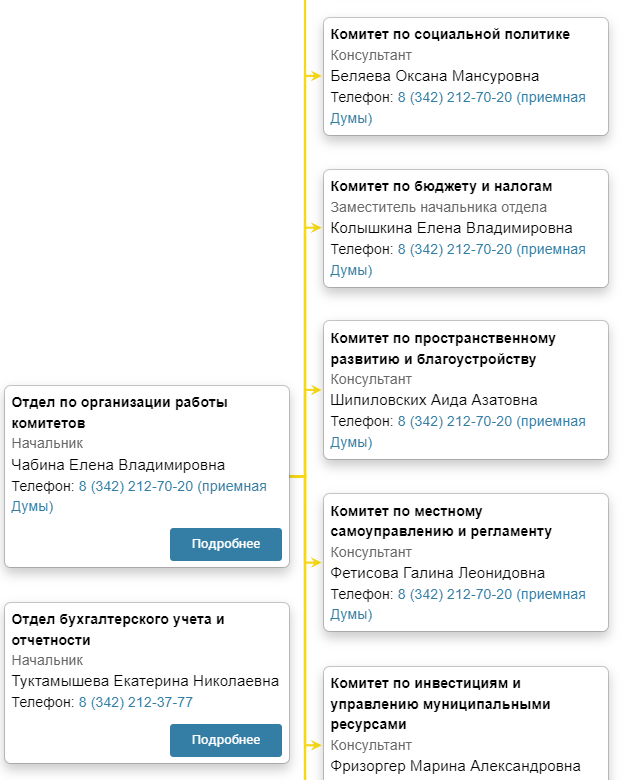 Комитет по социальной политике
Консультант
Беляева Оксана Мансуровна
Телефон: 8 (342) 212-70-20 (приемная
Думы)
Комитет по бюджету и налогам
Заместитель начальника отдела
Колышкина Елена Владимировна
Телефон: 8 (342) 212-70-20 (приемная
Думы)
Комитет по пространственному
развитию и благоустройству
Консультант
Шипиловских Аида Азатовна
Телефон: 8 (342) 212-70-20 (приемная
Думы)
Отдел по организации работы
комитетов
Начальник
Чабина Елена Владимировна
Телефон: 8 (342) 212-70-20 (приемная
Думы)
Подробнее
Комитет по местному
самоуправлению и регламенту
Консультант
Фетисова Галина Леонидовна
Телефон: 8 (342) 212-70-20 (приемная
Думы)
Отдел бухгалтерского учета и
отчетности
Начальник
Туктамышева Екатерина Николаевна
Телефон: 8 (342) 212-37-77
Подробнее
Комитет по инвестициям и
управлению муниципальными
ресурсами
Консультант
Фризоргер Марина Александровна